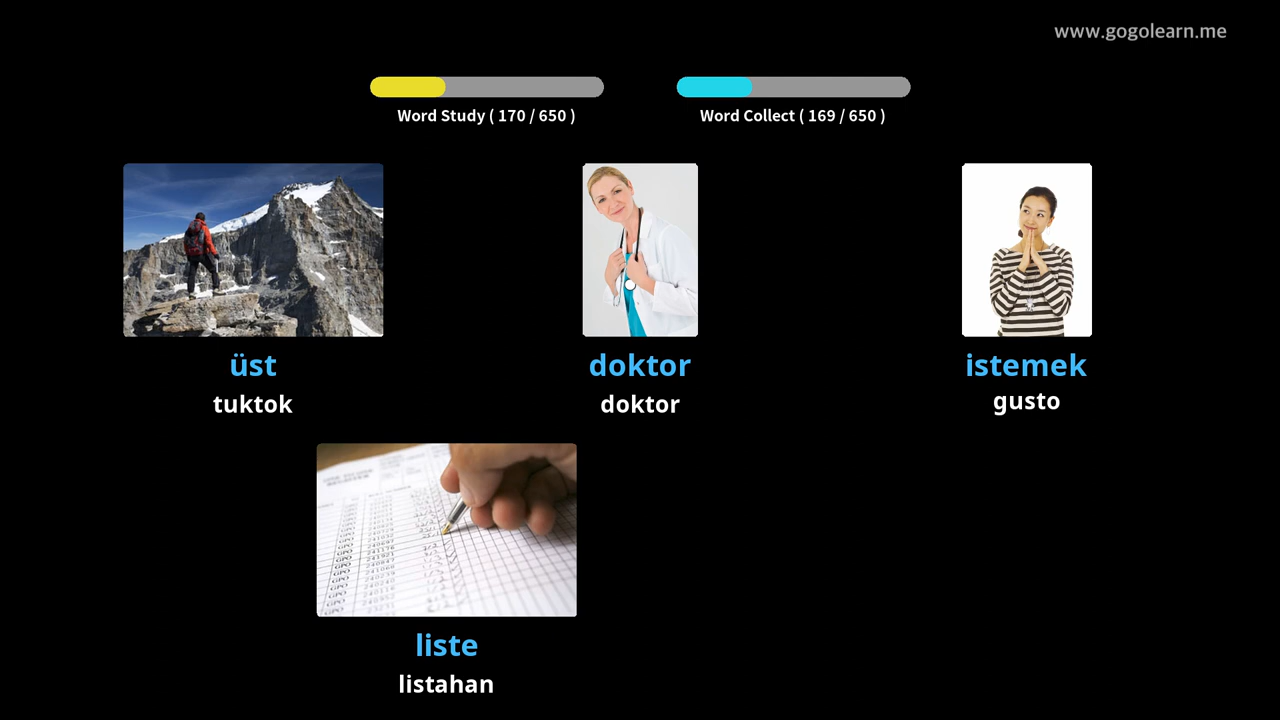 www.gogolearn.me
Word Study ( 170 / 650 )
Word Collect ( 169 / 650 )
üst
tuktok
doktor
doktor
istemek
gusto
GPO
liste
listahan